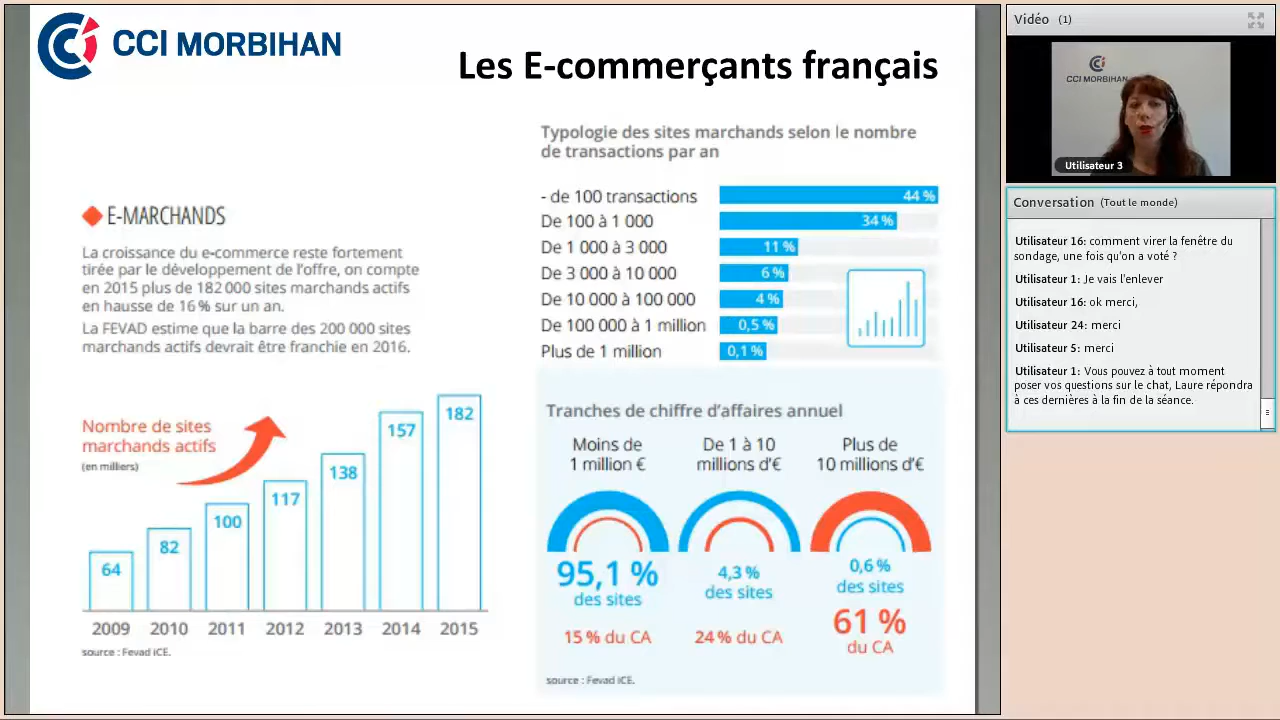 CCI MORBIHAN
Les E-commerçants français
E-MARCHANDS
La croissance du e-commerce reste fortement
tirée par le développement de l'offre, on compte
en 2015 plus de 182 000 sites marchands actifs
en hausse de 16 % sur un an.
La FEVAD estime que la barre des 200 000 sites
marchands actifs devrait être franchie en 2016.
Nombre de sites
marchands actifs
(en milliers)
64
82
100
117
138
157
182
2009 2010 2011 2012 2013 2014 2015
source : Fevad iCE.
Typologie des sites marchands selon le nombre
de transactions par an
- de 100 transactions 44 %
De 100 à 1 000 34 %
De 1 000 à 3 000 11 %
De 3 000 à 10 000 6 %
De 10 000 à 100 000 4 %
De 100 000 à 1 million 0,5 %
Plus de 1 million 0,1 %
Tranches de chiffre d'affaires annuel
Moins de
1 million €
95,1 %
des sites
15 % du CA
De 1 à 10
millions d'€
4,3 %
des sites
24 % du CA
Plus de
10 millions d'€
0,6 %
des sites
61 %
du CA
source : Fevad iCE.
Vidéo (1)
CCI MORBIHAN
Utilisateur 3
Conversation (Tout le monde)
Utilisateur 16: comment virer la fenêtre du
sondage, une fois qu'on a voté ?
Utilisateur 1: Je vais l'enlever
Utilisateur 16: ok merci,
Utilisateur 24: merci
Utilisateur 5: merci
Utilisateur 1: Vous pouvez à tout moment
poser vos questions sur le chat, Laure répondra
à ces dernières à la fin de la séance.